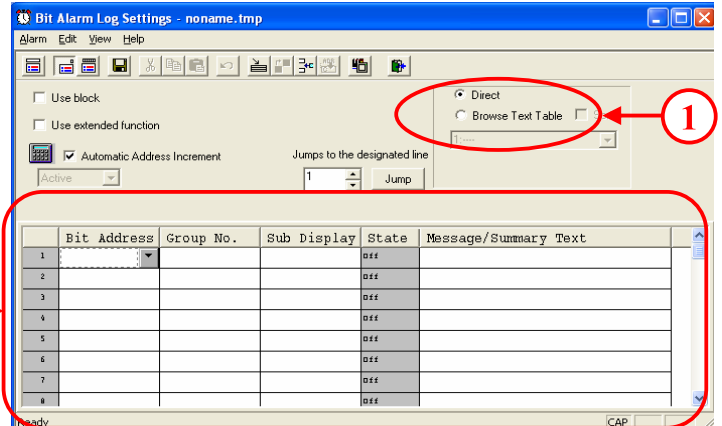 Bit Alarm Log Settings - noname.tmp
Alarm Edit View Help
Use block
Direct
Browse Text Table
1
Use extended function
1:----
Automatic Address Increment
Jumps to the designated line
Active
1
Jump
Bit Address Group No. Sub Display State Message/Summary Text
1 Off
2 Off
3 Off
4 Off
5 Off
6 Off
7 Off
8 Off
Ready CAP